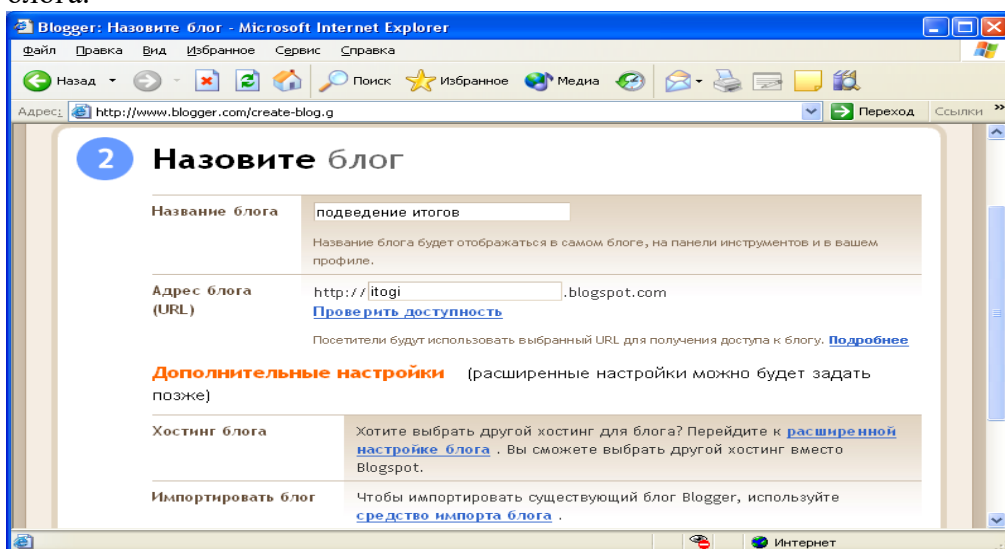 блога.
Blogger: Назовите блог - Microsoft Internet Explorer
Файл Правка Вид Избранное Сервис Справка
Назад Поиск Избранное Медиа
Адрес: http://www.blogger.com/create-blog.g Переход Ссылки »
2 Назовите блог
Название блога подведение итогов
Название блога будет отображаться в самом блоге, на панели инструментов и в вашем
профиле.
Адрес блога http:// itogi .blogspot.com
(URL) Проверить доступность
Посетители будут использовать выбранный URL для получения доступа к блогу. Подробнее
Дополнительные настройки (расширенные настройки можно будет задать
позже)
Хостинг блога Хотите выбрать другой хостинг для блога? Перейдите к расширенной
настройке блога . Вы сможете выбрать другой хостинг вместо
Blogspot.
Импортировать блог Чтобы импортировать существующий блог Blogger, используйте
средство импорта блога .
Интернет